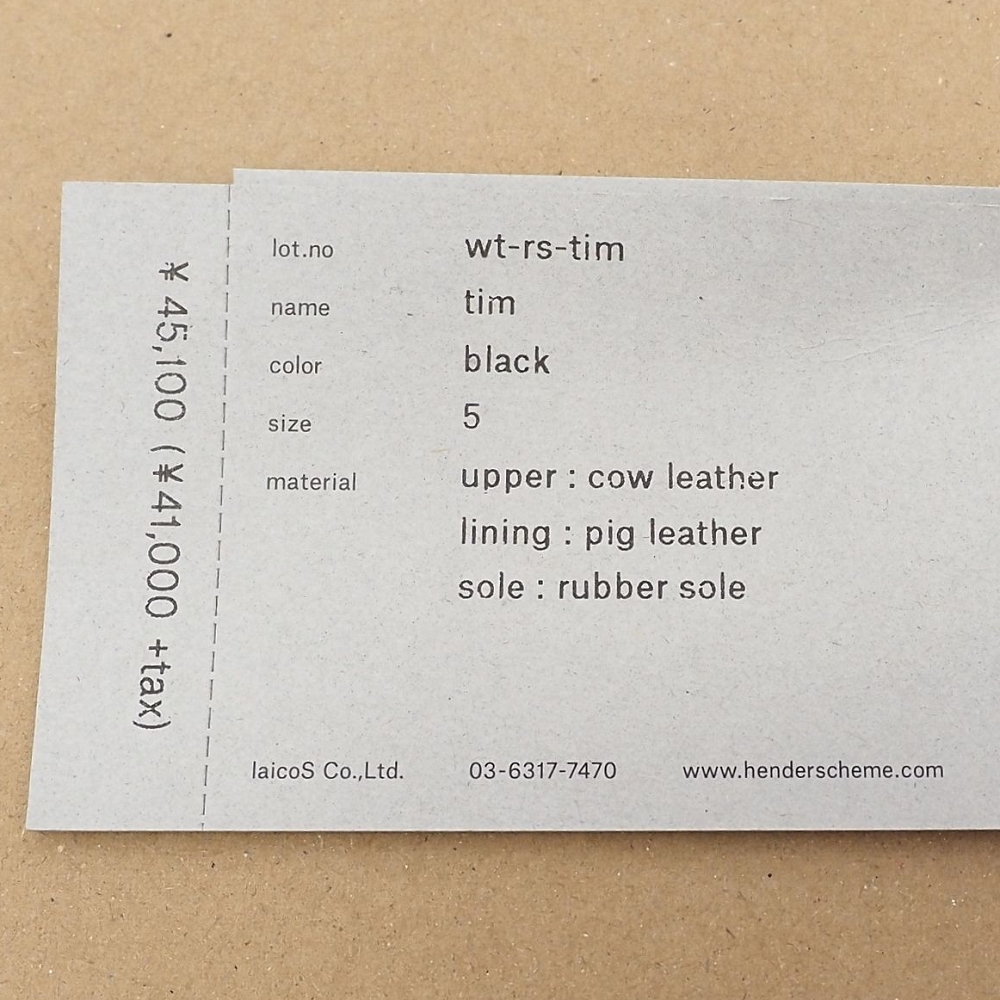 ¥ 45,100 (¥41,000 +tax)
lot.no wt-rs-tim
name tim
color black
size 5
material upper : cow leather
lining : pig leather
sole : rubber sole
laicoS Co.,Ltd. 03-6317-7470 www.henderscheme.com